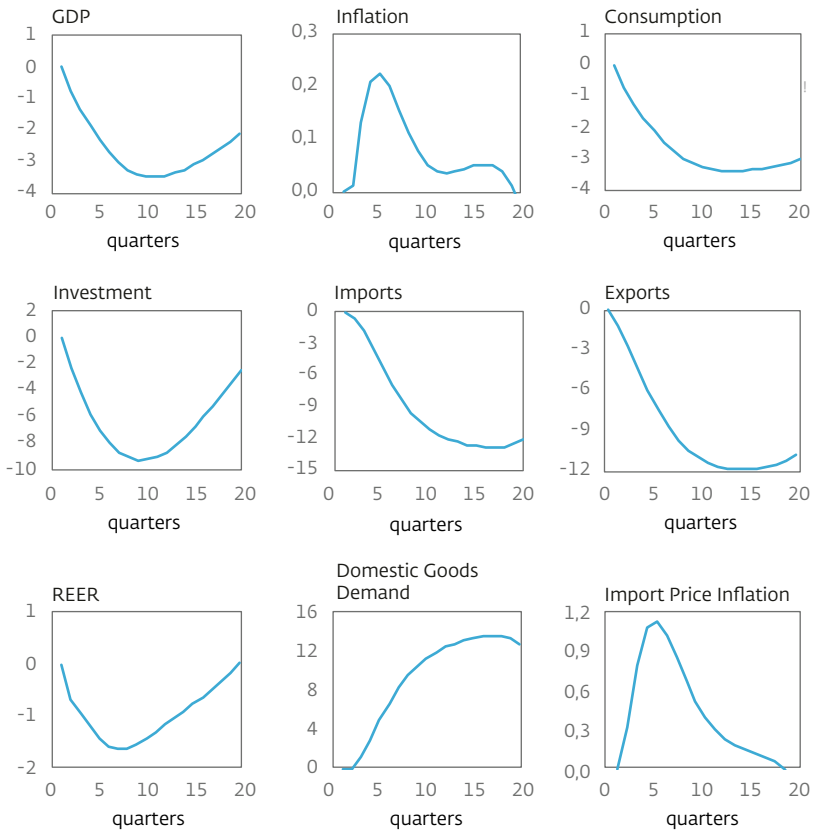 GDP
1
0
-1
-2
-3
-4
0 5 10 15 20
quarters
Inflation
0,3
0,2
0,1
0,0
0 5 10 15 20
quarters
Consumption
1
0
-1
-2
-3
-4
0 5 10 15 20
quarters
!
Investment
2
0
-2
-4
-6
-8
-10
0 5 10 15 20
quarters
Imports
0
-3
-6
-9
-12
-15
0 5 10 15 20
quarters
Exports
0
-3
-6
-9
-12
0 5 10 15 20
quarters
REER
1
0
-1
-2
0 5 10 15 20
quarters
Domestic Goods
Demand
16
12
8
4
0
0 5 10 15 20
quarters
Import Price Inflation
1,2
0,9
0,6
0,3
0,0
0 5 10 15 20
quarters